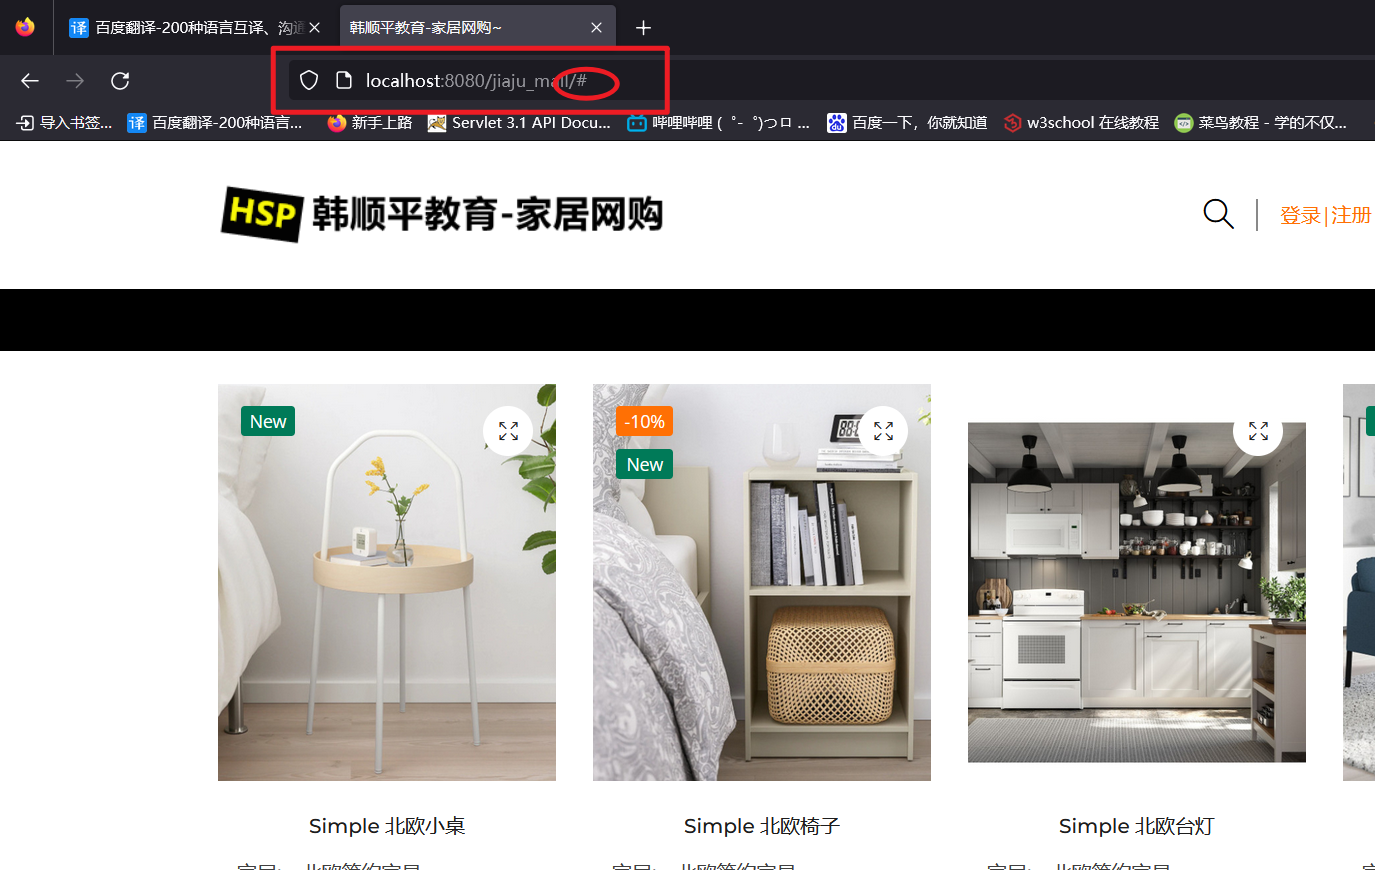 百度翻译-200种语言互译、沟通
韩顺平教育-家居网购~
localhost:8080/jiaju_mall/#
导入书签...
百度翻译-200种语言...
新手上路
Servlet 3.1 API Docu...
哔哩哔哩 ( ゜- ゜)つロ ...
百度一下，你就知道
w3school 在线教程
菜鸟教程 - 学的不仅...
HSP 韩顺平教育-家居网购
登录|注册
New
-10%
New
Simple 北欧小桌
Simple 北欧椅子
Simple 北欧台灯